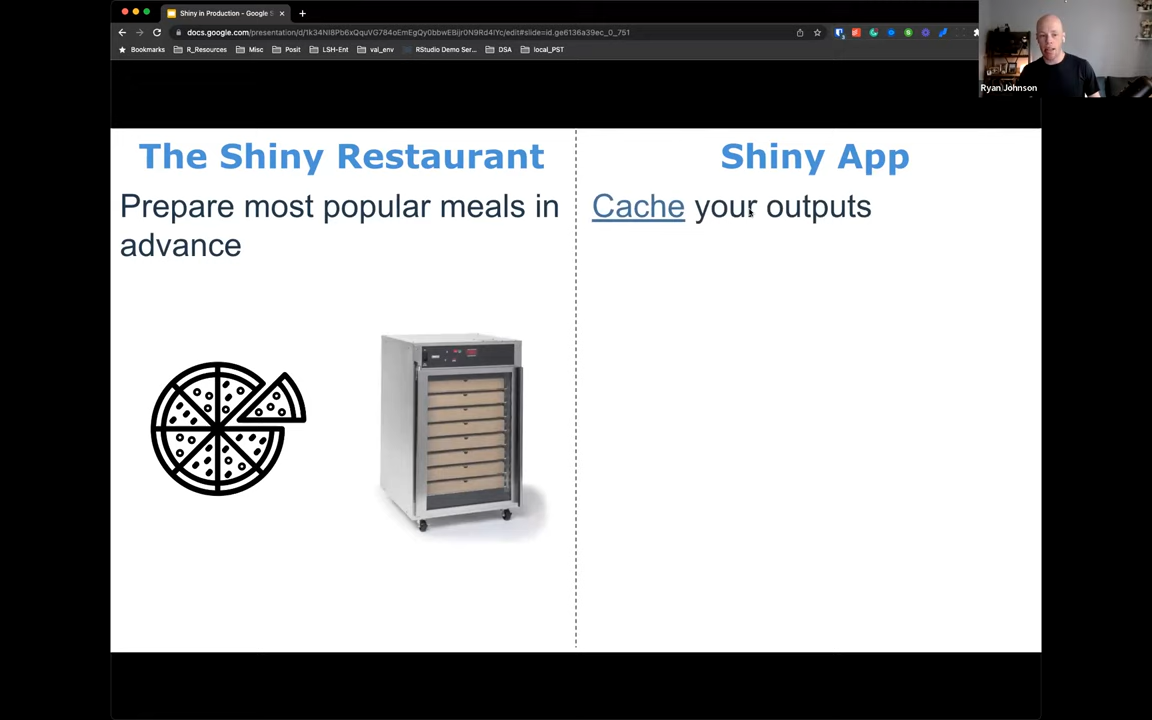 Shiny in Production - Google S
docs.google.com/presentation/d/1k34NI8Pb6xQquVG784oEmEgQy0bbwEBijr0N9Rd4lYc/edit#slide=id.ge6136a39ec_0_751
Bookmarks R_Resources Misc Posit LSH-Ent val_env RStudio Demo Ser... DSA local_PST
Ryan Johnson
The Shiny Restaurant
Prepare most popular meals in
advance
Shiny App
Cache your outputs